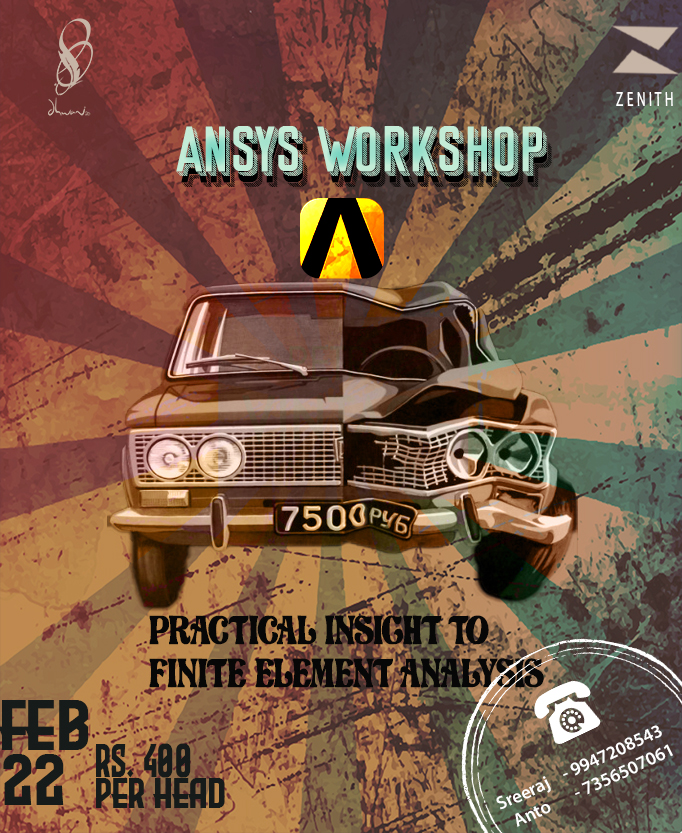 ZENITH
ANSYS WORKSHOP
7500 РУБ
PRACTICAL INSIGHT TO
FINITE ELEMENT ANALYSIS
FEB
22
RS. 400
PER HEAD
Sreeraj - 9947208543
Anto - 7356507061